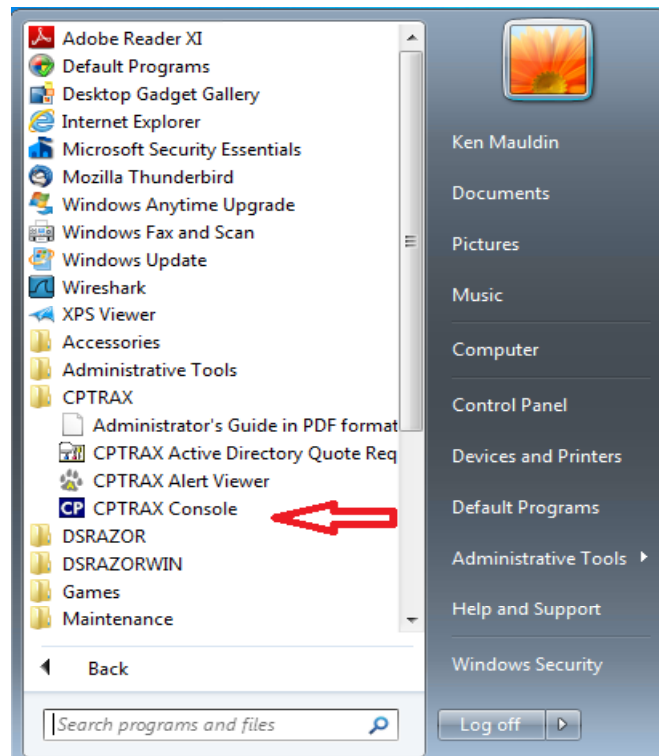 Adobe Reader XI
Default Programs
Desktop Gadget Gallery
Internet Explorer
Microsoft Security Essentials
Mozilla Thunderbird
Windows Anytime Upgrade
Windows Fax and Scan
Windows Update
Wireshark
XPS Viewer
Accessories
Administrative Tools
CPTRAX
Administrator's Guide in PDF format
CPTRAX Active Directory Quote Req
CPTRAX Alert Viewer
CP CPTRAX Console
DSRAZOR
DSRAZORWIN
Games
Maintenance
Back
Search programs and files
Ken Mauldin
Documents
Pictures
Music
Computer
Control Panel
Devices and Printers
Default Programs
Administrative Tools
Help and Support
Windows Security
Log off